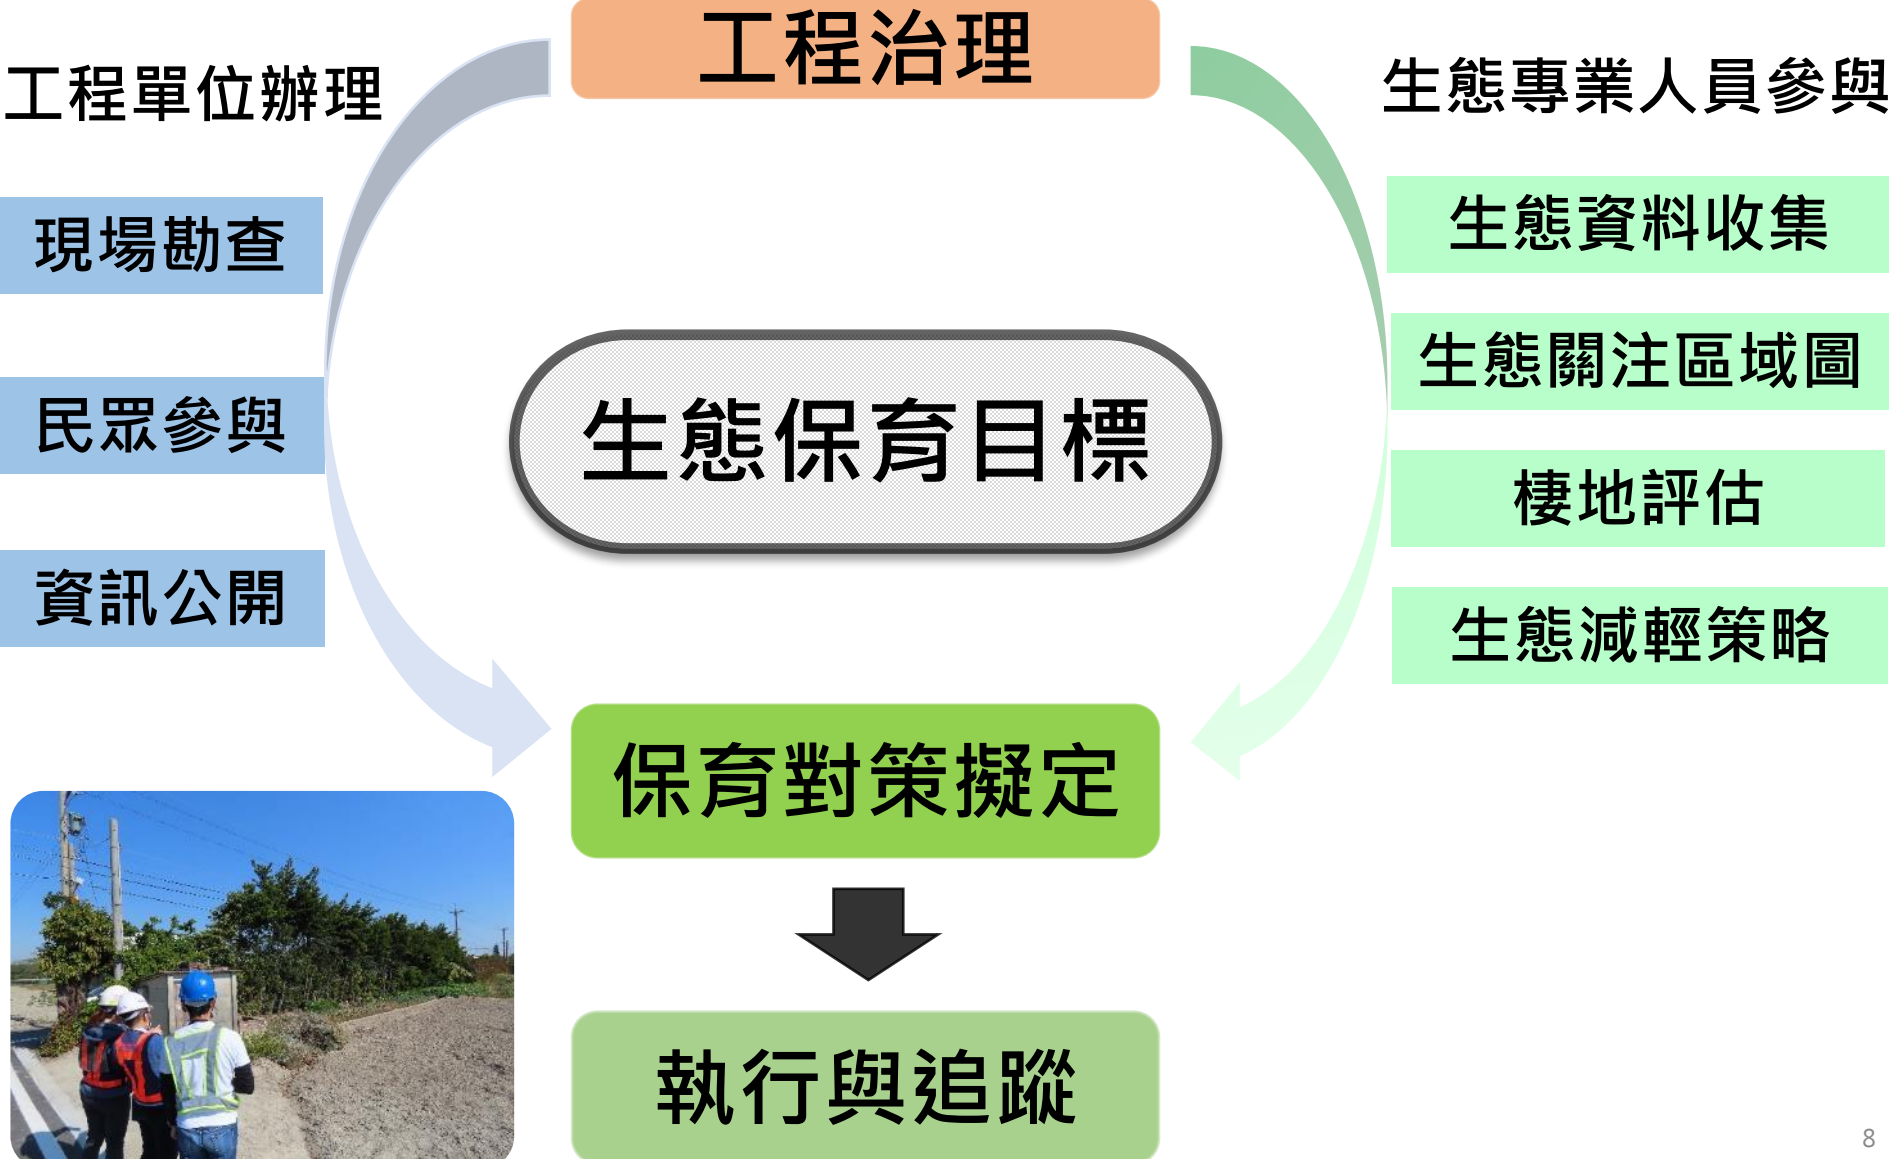 工程治理
工程單位辦理
現場勘查
民眾參與
資訊公開
生態專業人員參與
生態資料收集
生態關注區域圖
棲地評估
生態減輕策略
生態保育目標
保育對策擬定
執行與追蹤
8